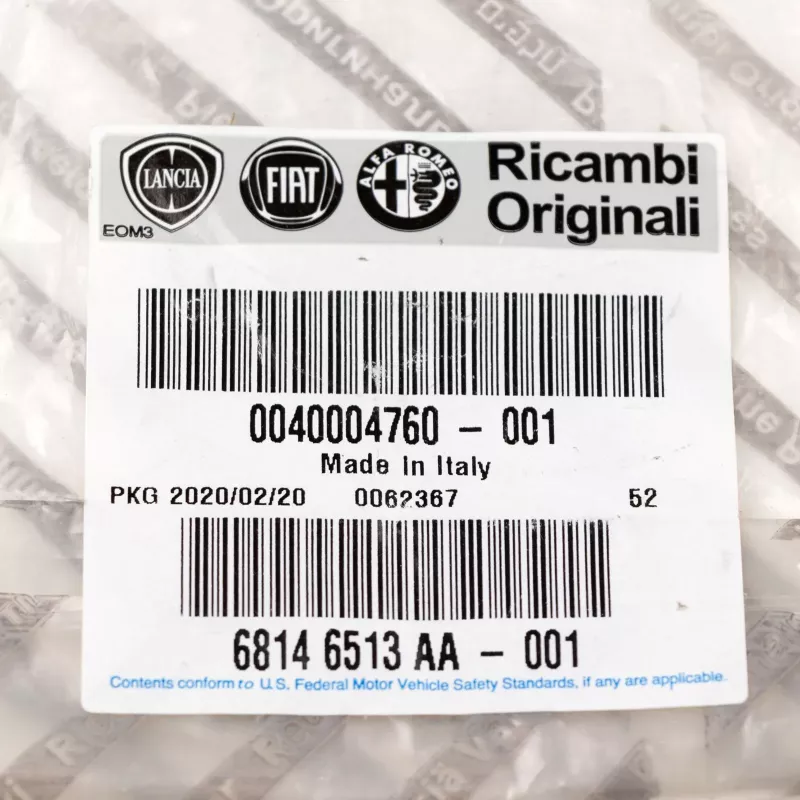 LANCIA
FIAT
ALFA ROMEO
Ricambi
Originali
EOM3
0040004760 - 001
Made In Italy
PKG 2020/02/20 0062367 52
6814 6513 AA - 001
Contents conform to U.S. Federal Motor Vehicle Safety Standards, if any are applicable.